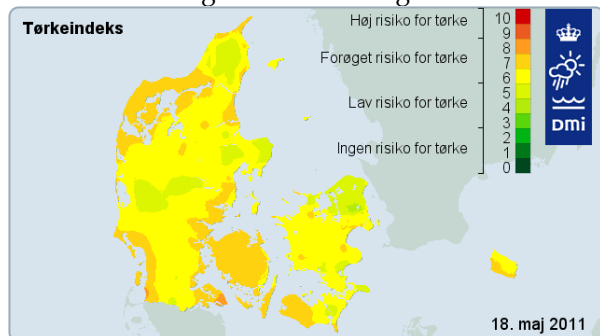 Tørkeindeks
Høj risiko for tørke
Forøget risiko for tørke
Lav risiko for tørke
Ingen risiko for tørke
10
9
8
7
6
5
4
3
2
1
0
DMi
18. maj 2011